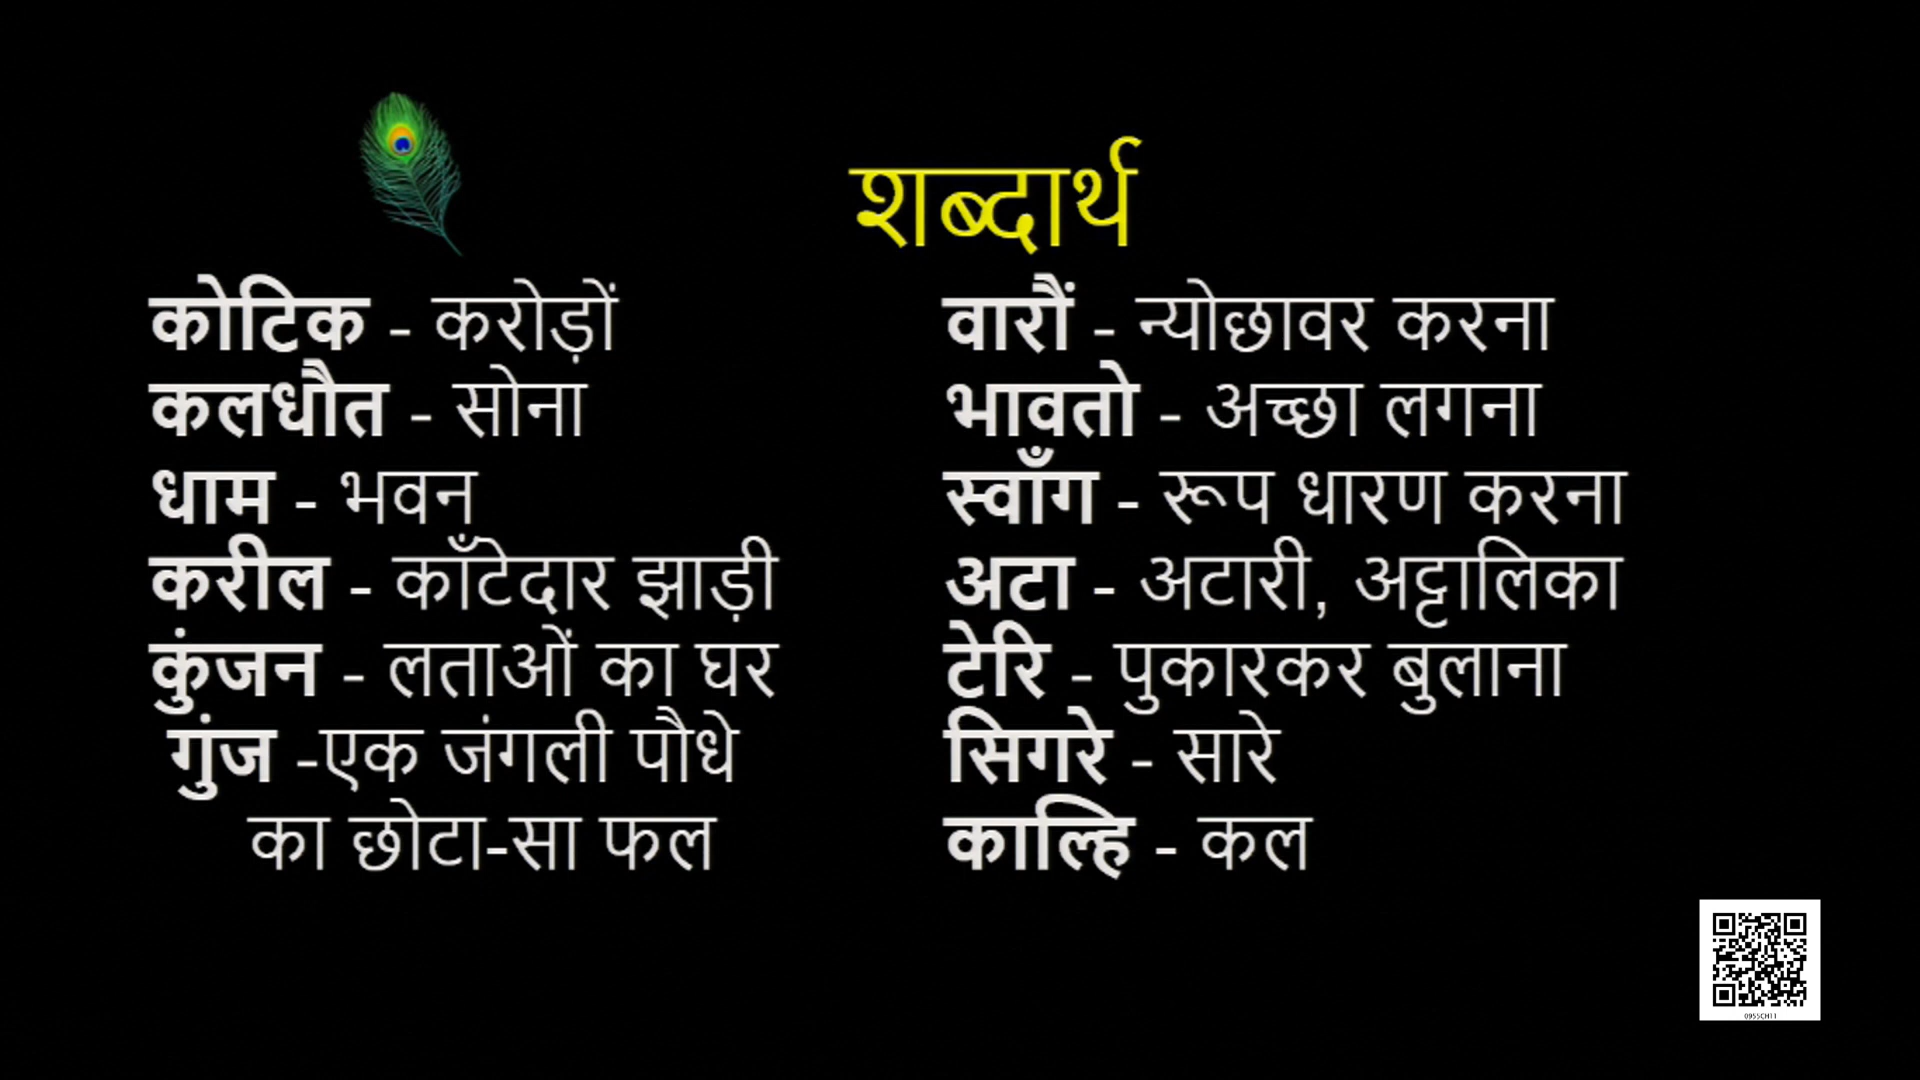 शब्दार्थ
कोटिक - करोड़ों
कलधौत - सोना
धाम - भवन
करील - काँटेदार झाड़ी
कुंजन - लताओं का घर
गुंज -एक जंगली पौधे
का छोटा-सा फल
वारौं - न्योछावर करना
भावतो - अच्छा लगना
स्वाँग - रूप धारण करना
अटा - अटारी, अट्टालिका
टेरि - पुकारकर बुलाना
सिगरे - सारे
काल्हि - कल
0955CH11